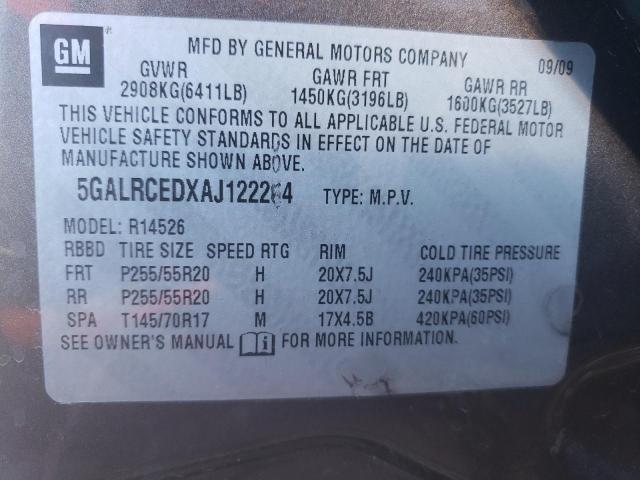 GM
MFD BY GENERAL MOTORS COMPANY 09/09
GVWR GAWR FRT GAWR RR
2908KG(6411LB) 1450KG(3196LB) 1600KG(3527LB)
THIS VEHICLE CONFORMS TO ALL APPLICABLE U.S. FEDERAL MOTOR
VEHICLE SAFETY STANDARDS IN EFFECT ON THE DATE OF
MANUFACTURE SHOWN ABOVE.
5GALRCEDXAJ122264 TYPE: M.P.V.
MODEL: R14526
RBBD TIRE SIZE SPEED RTG RIM COLD TIRE PRESSURE
FRT P255/55R20 H 20X7.5J 240KPA(35PSI)
RR P255/55R20 H 20X7.5J 240KPA(35PSI)
SPA T145/70R17 M 17X4.5B 420KPA(60PSI)
SEE OWNER'S MANUAL FOR MORE INFORMATION.